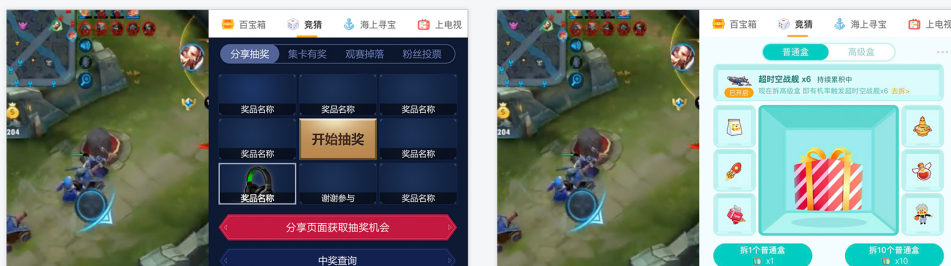 百宝箱 竞猜 海上寻宝 上电视
分享抽奖 集卡有奖 观赛掉落 粉丝投票
奖品名称 奖品名称 奖品名称
奖品名称 开始抽奖 奖品名称
奖品名称 谢谢参与 奖品名称
分享页面获取抽奖机会
中奖查询
204
百宝箱 竞猜 海上寻宝 上电视
普通盒 高级盒
超时空战舰 x6 持续累积中
已开启 现在拆高级盒 即有机率触发超时空战舰x6 去拆»
拆1个普通盒
x1
拆10个普通盒
x10
204